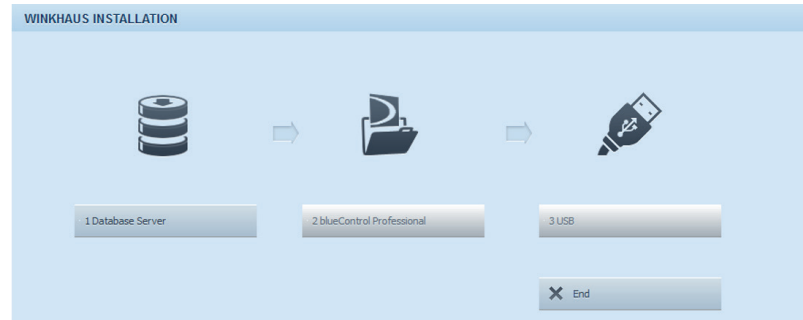 WINKHAUS INSTALLATION
1 Database Server
2 blueControl Professional
3 USB
End